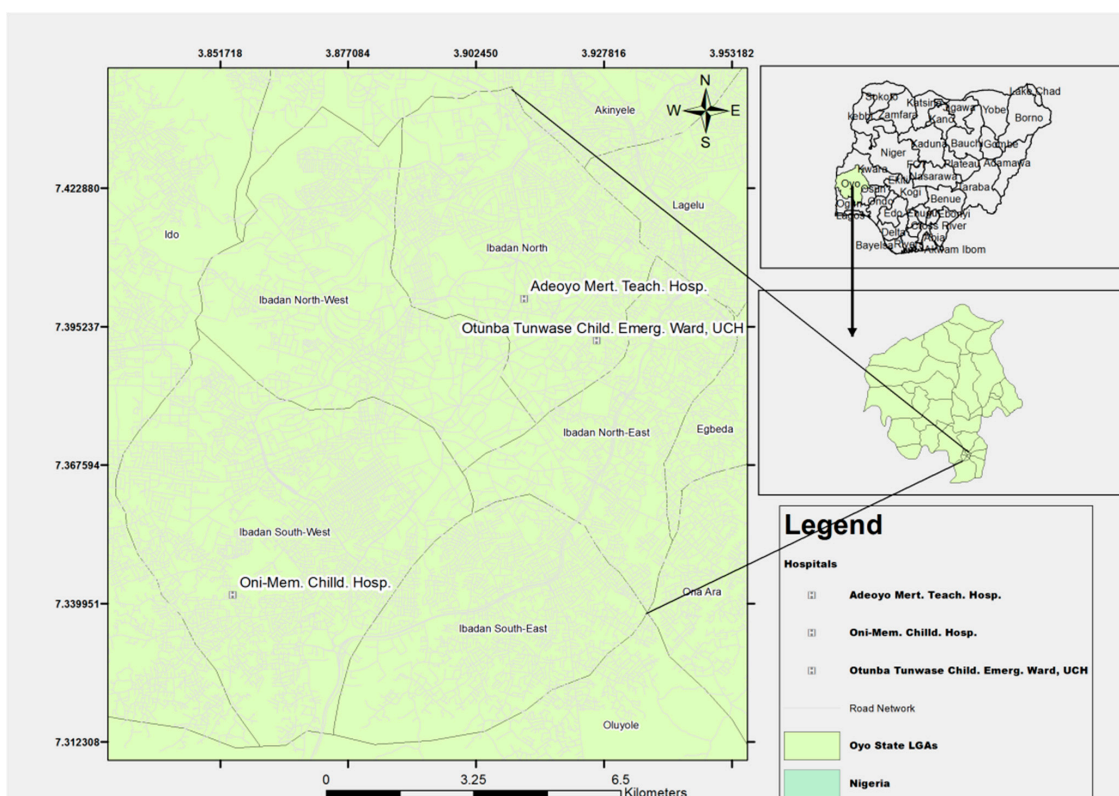 3.851718 3.877084 3.902450 3.927816 3.953182
N
W E
S
Akinyele
7.422880
Lagelu
Ido
Ibadan North
Adeoyo Mert. Teach. Hosp.
Ibadan North-West
7.395237
Otunba Tunwase Child. Emerg. Ward, UCH
Ibadan North-East
Egbeda
7.367594
Ibadan South-West
Oni-Mem. Chilld. Hosp.
7.339951
Ona Ara
Ibadan South-East
Oluyole
7.312308
0 3.25 6.5
Kilometers
Lake Chad
Sokoto
Katsina
Yobe
kebbi
Zamfara
Kano
Borno
Kaduna
Bauchi
Gombe
Niger
Plateau
Adamawa
Kwara
Nasarawa
Oyo
Ekiti
Kogi
Taraba
Osun
Ogun
Ondo
Benue
Lagos
Edo
Enugu
Ebonyi
Cross River
Delta
Abia
Bayelsa
Akwam Ibom
Legend
Hospitals
Adeoyo Mert. Teach. Hosp.
Oni-Mem. Chilld. Hosp.
Otunba Tunwase Child. Emerg. Ward, UCH
Road Network
Oyo State LGAs
Nigeria